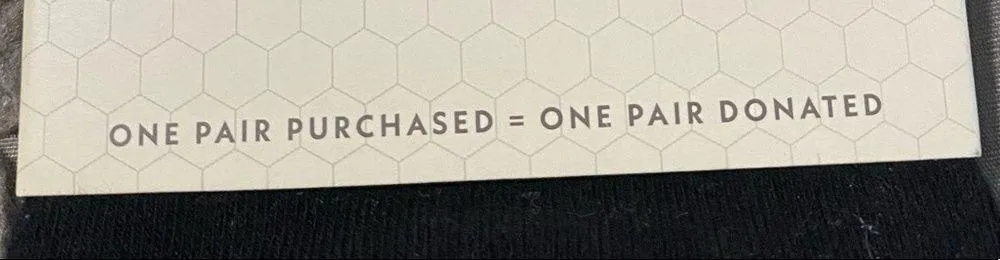 ONE PAIR PURCHASED = ONE PAIR DONATED